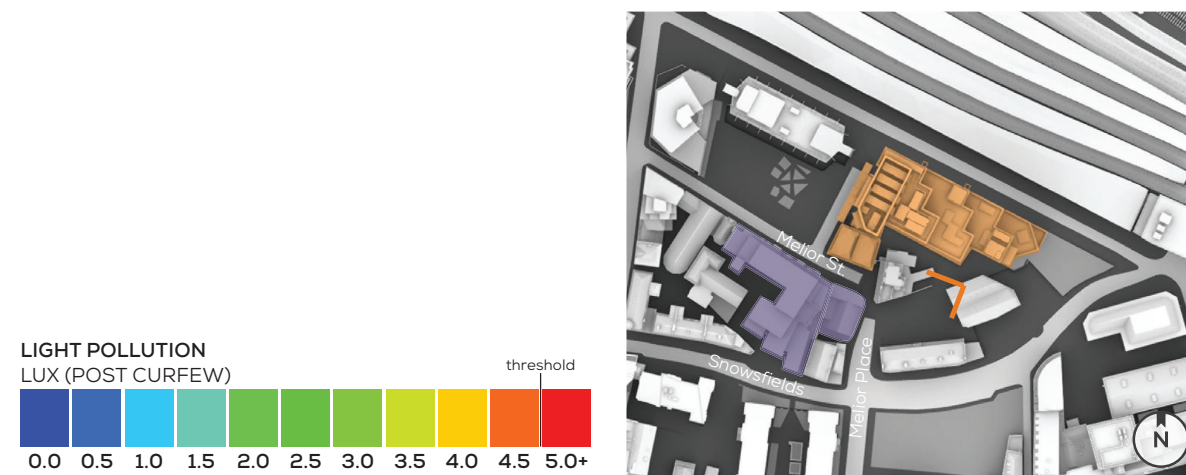 LIGHT POLLUTION
LUX (POST CURFEW)
threshold
0.0 0.5 1.0 1.5 2.0 2.5 3.0 3.5 4.0 4.5 5.0+
Melior St.
Snowsfields
Melior Place
N